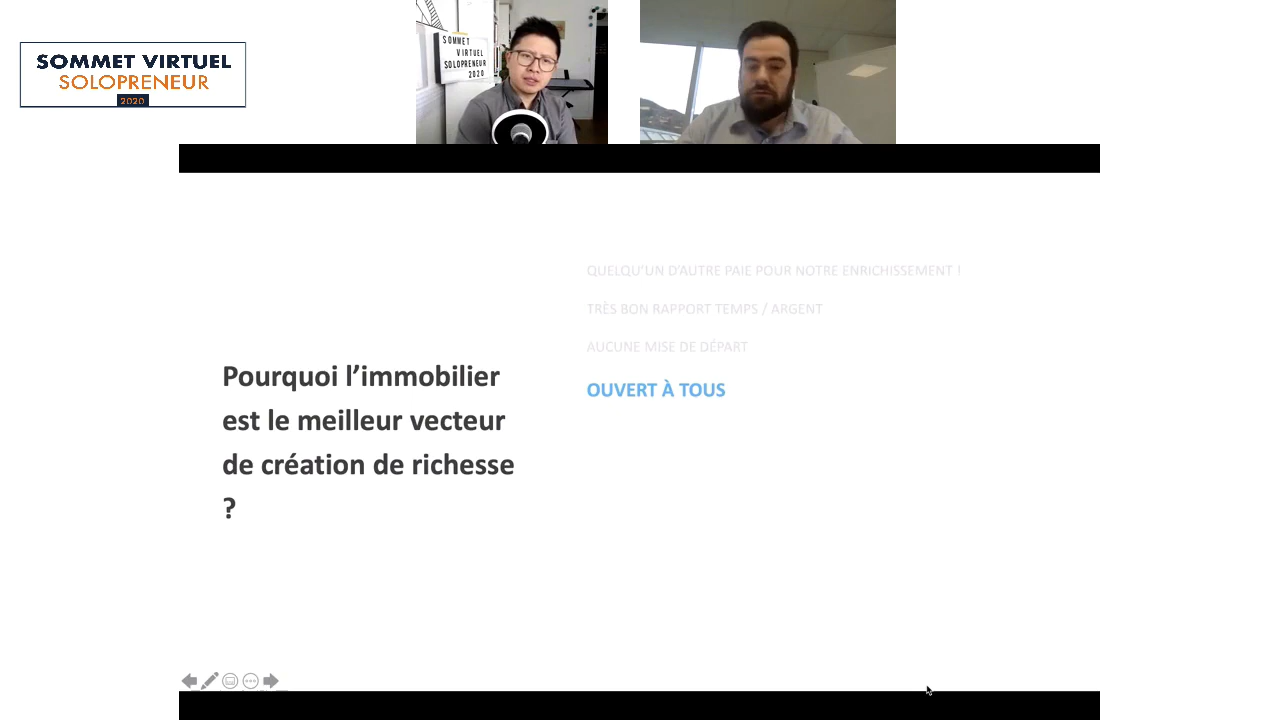 SOMMET VIRTUEL
SOLOPRENEUR
2020
SOMMET
VIRTUEL
SOLOPRENEUR
2020
QUELQU'UN D'AUTRE PAIE POUR NOTRE ENRICHISSEMENT !
TRÈS BON RAPPORT TEMPS / ARGENT
AUCUNE MISE DE DÉPART
OUVERT À TOUS
Pourquoi l’immobilier
est le meilleur vecteur
de création de richesse
?